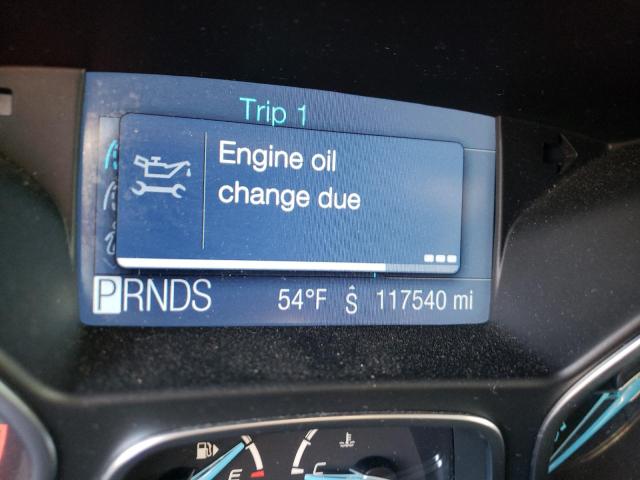 Trip 1
Engine oil
change due
PRNDS 54°F S 117540 mi
E C